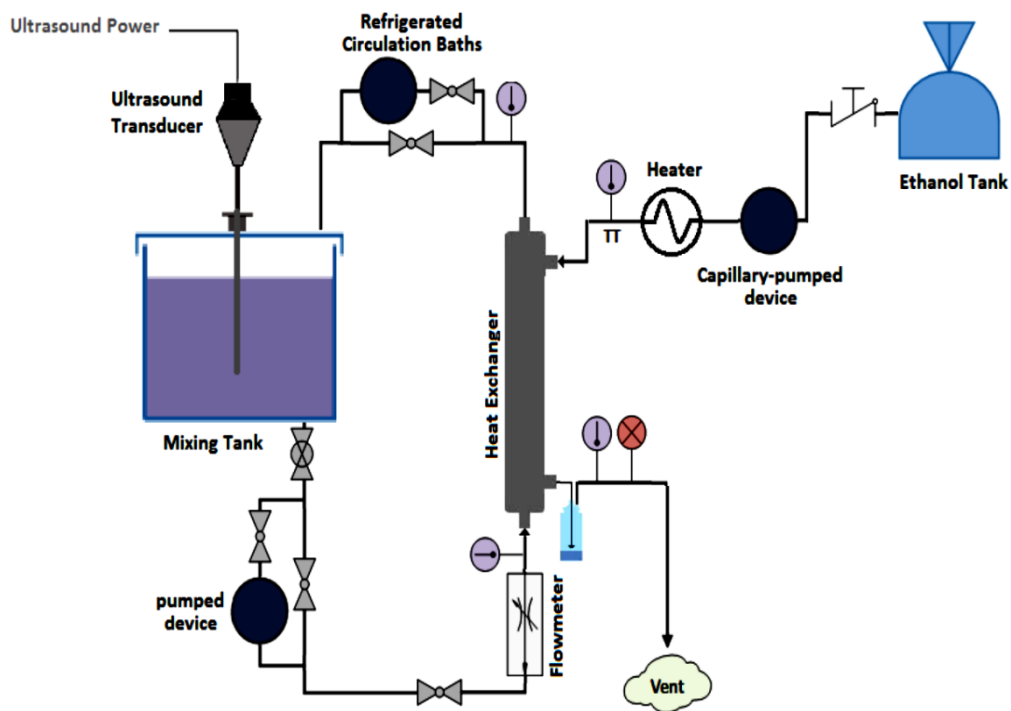 Ultrasound Power
Refrigerated
Circulation Baths
Ultrasound
Transducer
Heater
Ethanol Tank
TT
Capillary-pumped
device
Heat Exchanger
Mixing Tank
pumped
device
Flowmeter
Vent